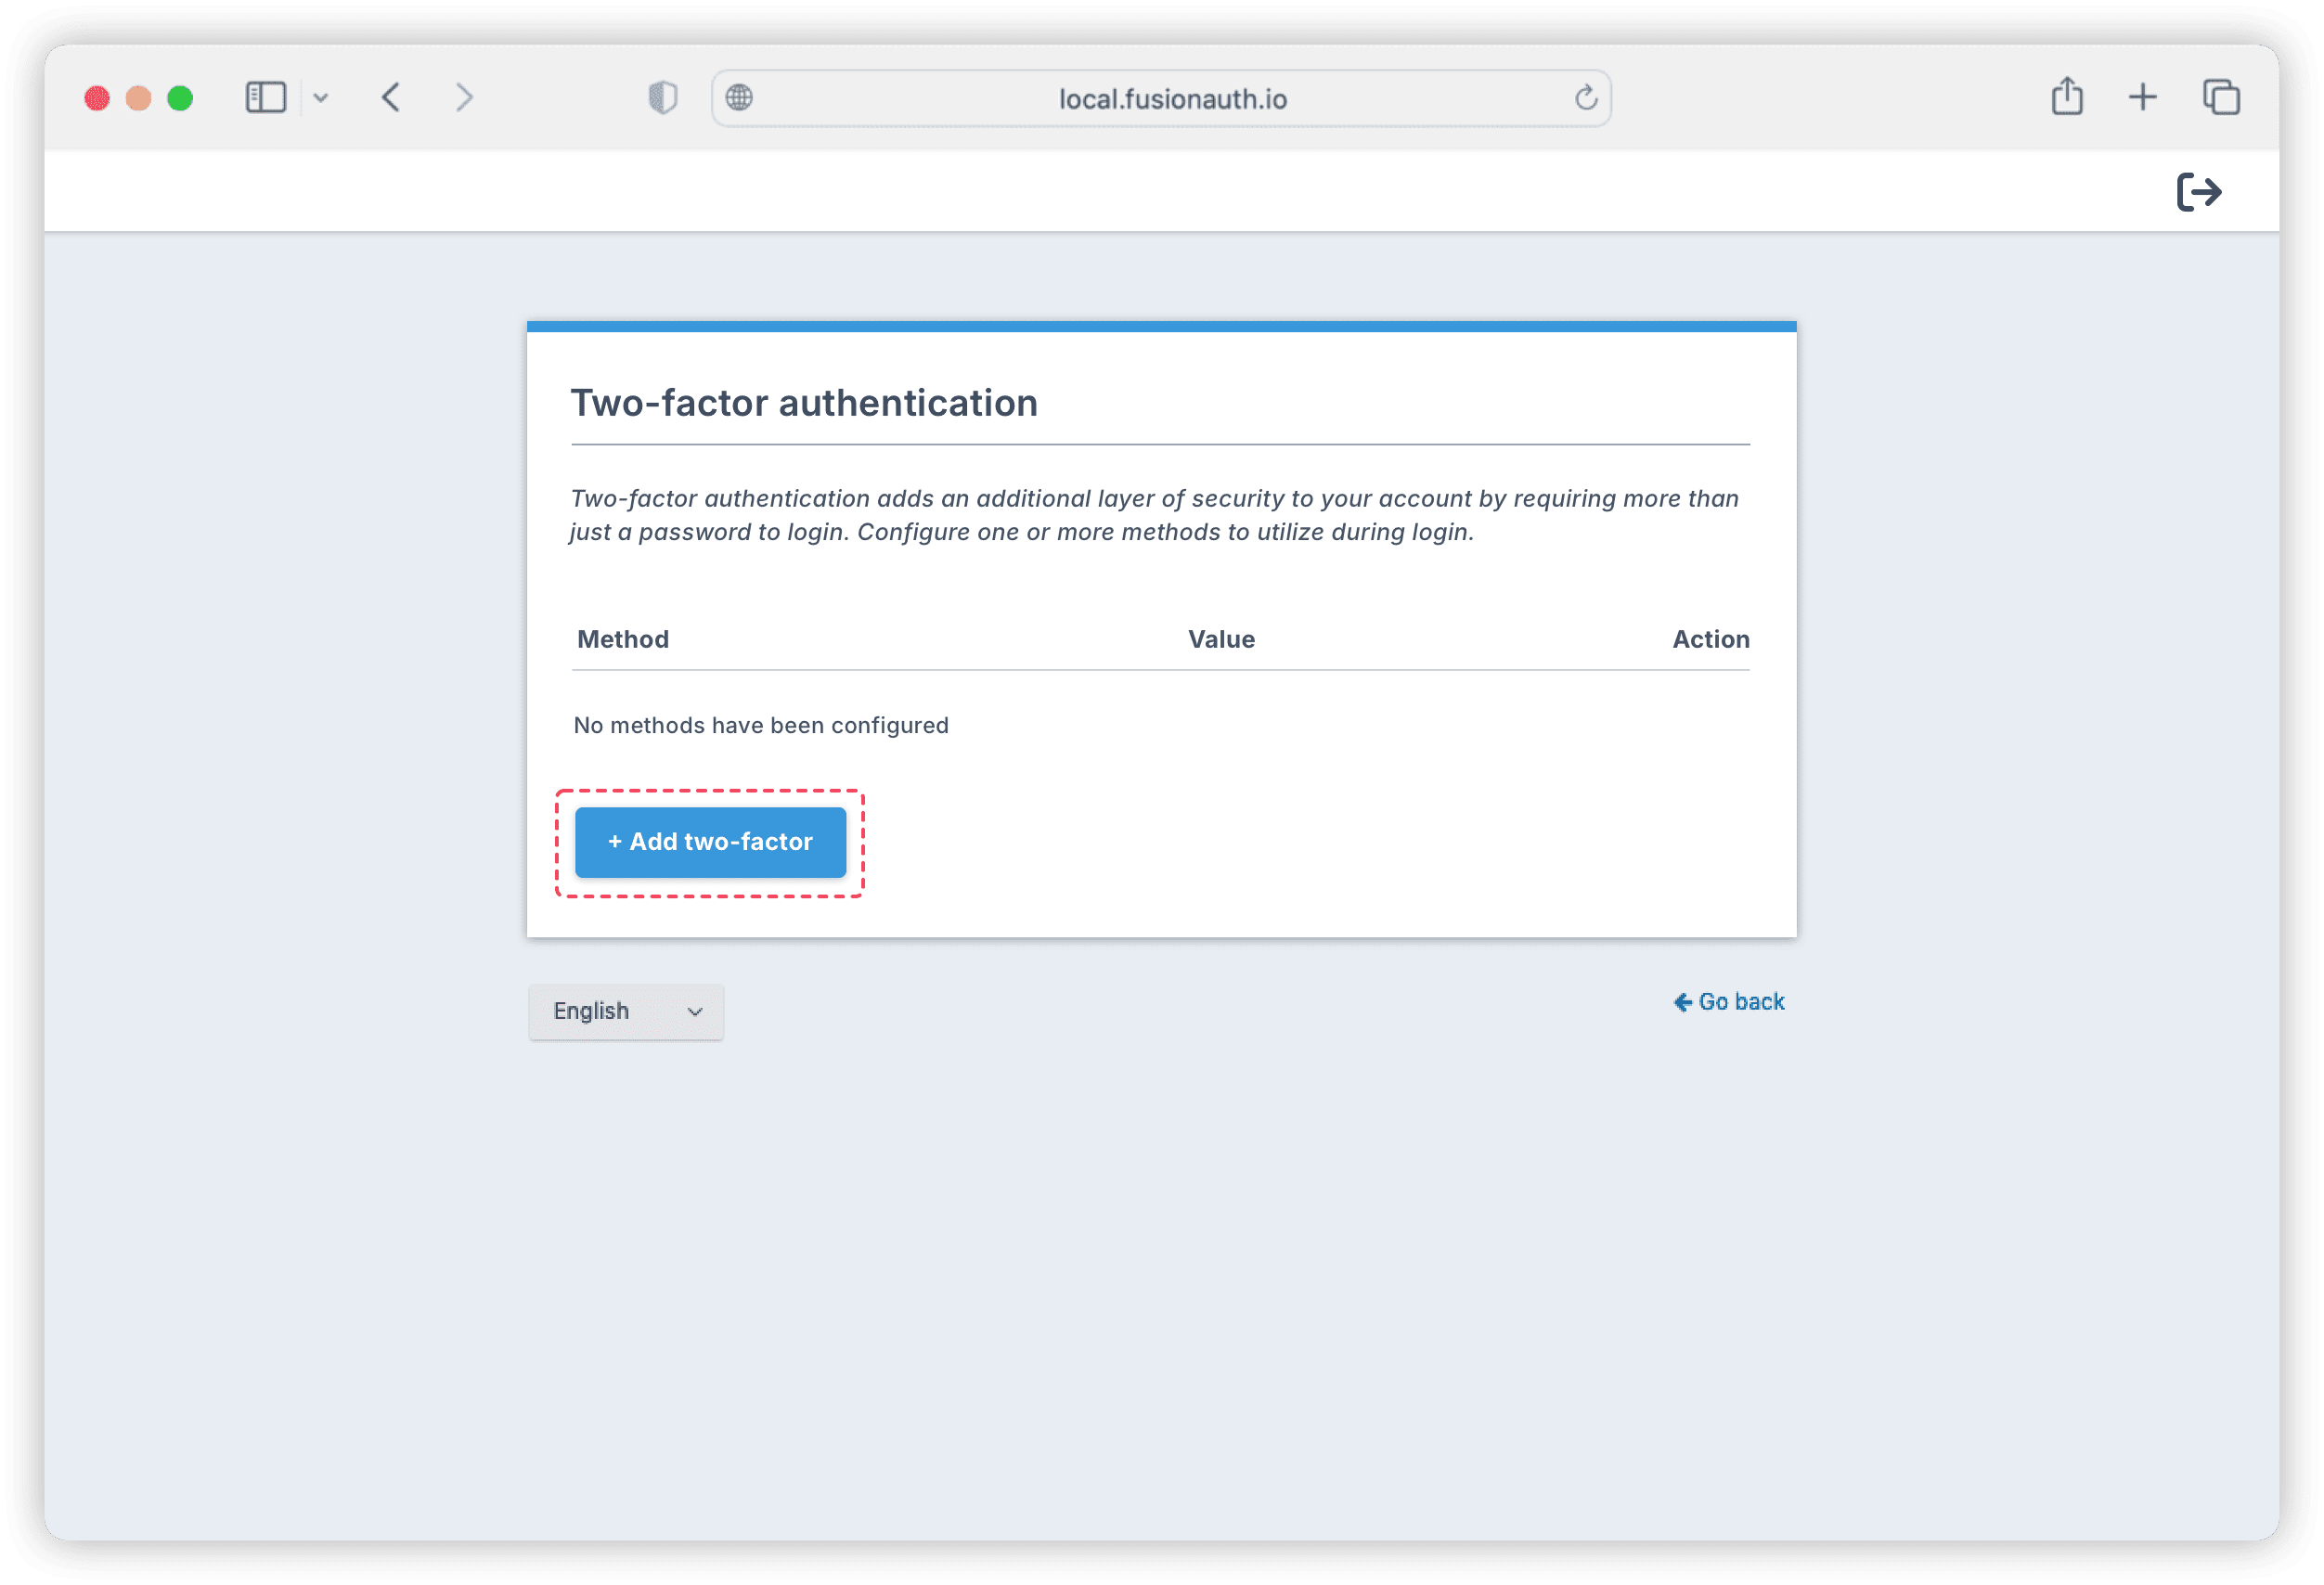 local.fusionauth.io
Two-factor authentication
Two-factor authentication adds an additional layer of security to your account by requiring more than
just a password to login. Configure one or more methods to utilize during login.
Method Value Action
No methods have been configured
+ Add two-factor
English
Go back